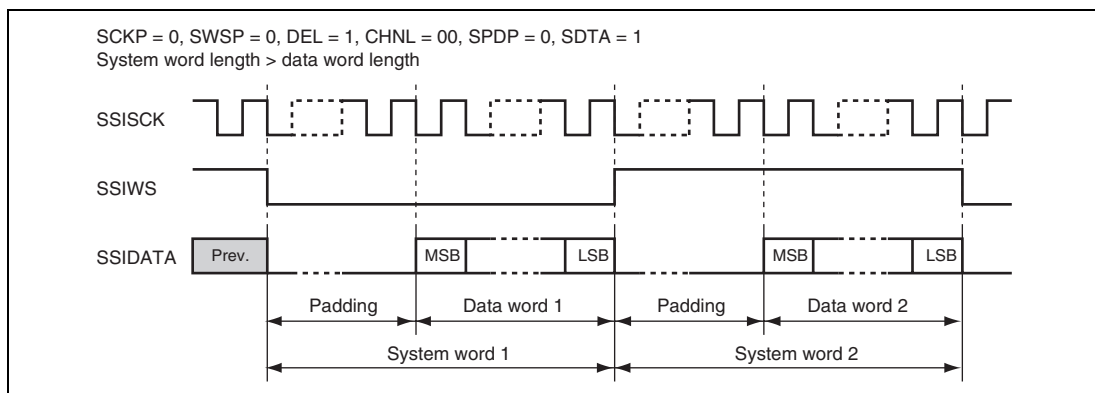 SCKP = 0, SWSP = 0, DEL = 1, CHNL = 00, SPDP = 0, SDTA = 1
System word length > data word length
SSISCK
SSIWS
SSIDATA
Prev.
MSB
LSB
MSB
LSB
Padding
Data word 1
Padding
Data word 2
System word 1
System word 2